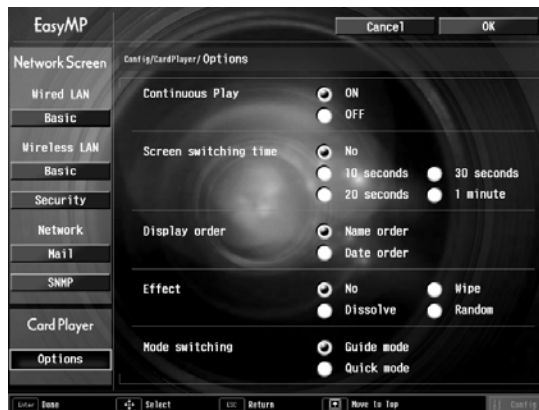 EasyMP
Cancel
OK
Network Screen
Config/CardPlayer/Options
Wired LAN
Basic
Wireless LAN
Basic
Security
Network
Mail
SNMP
Card Player
Options
Continuous Play
ON
OFF
Screen switching time
No
10 seconds
30 seconds
20 seconds
1 minute
Display order
Name order
Date order
Effect
No
Wipe
Dissolve
Random
Mode switching
Guide mode
Quick mode
Enter Done
Select
ESC Return
Move to Top
Config